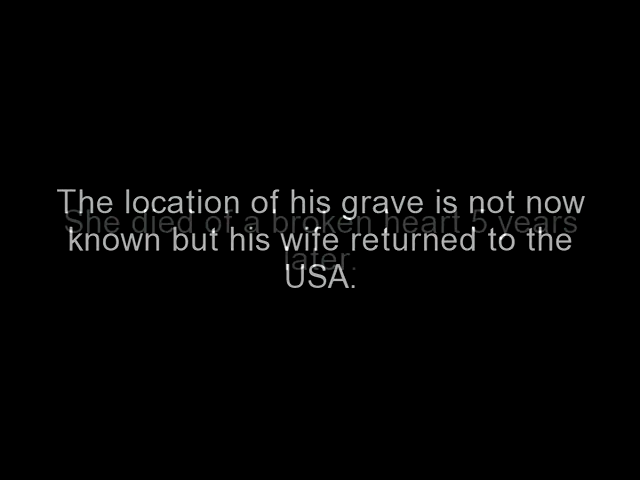 The location of his grave is not now
She died of a broken heart 5 years
known but his wife returned to the
later.
USA.